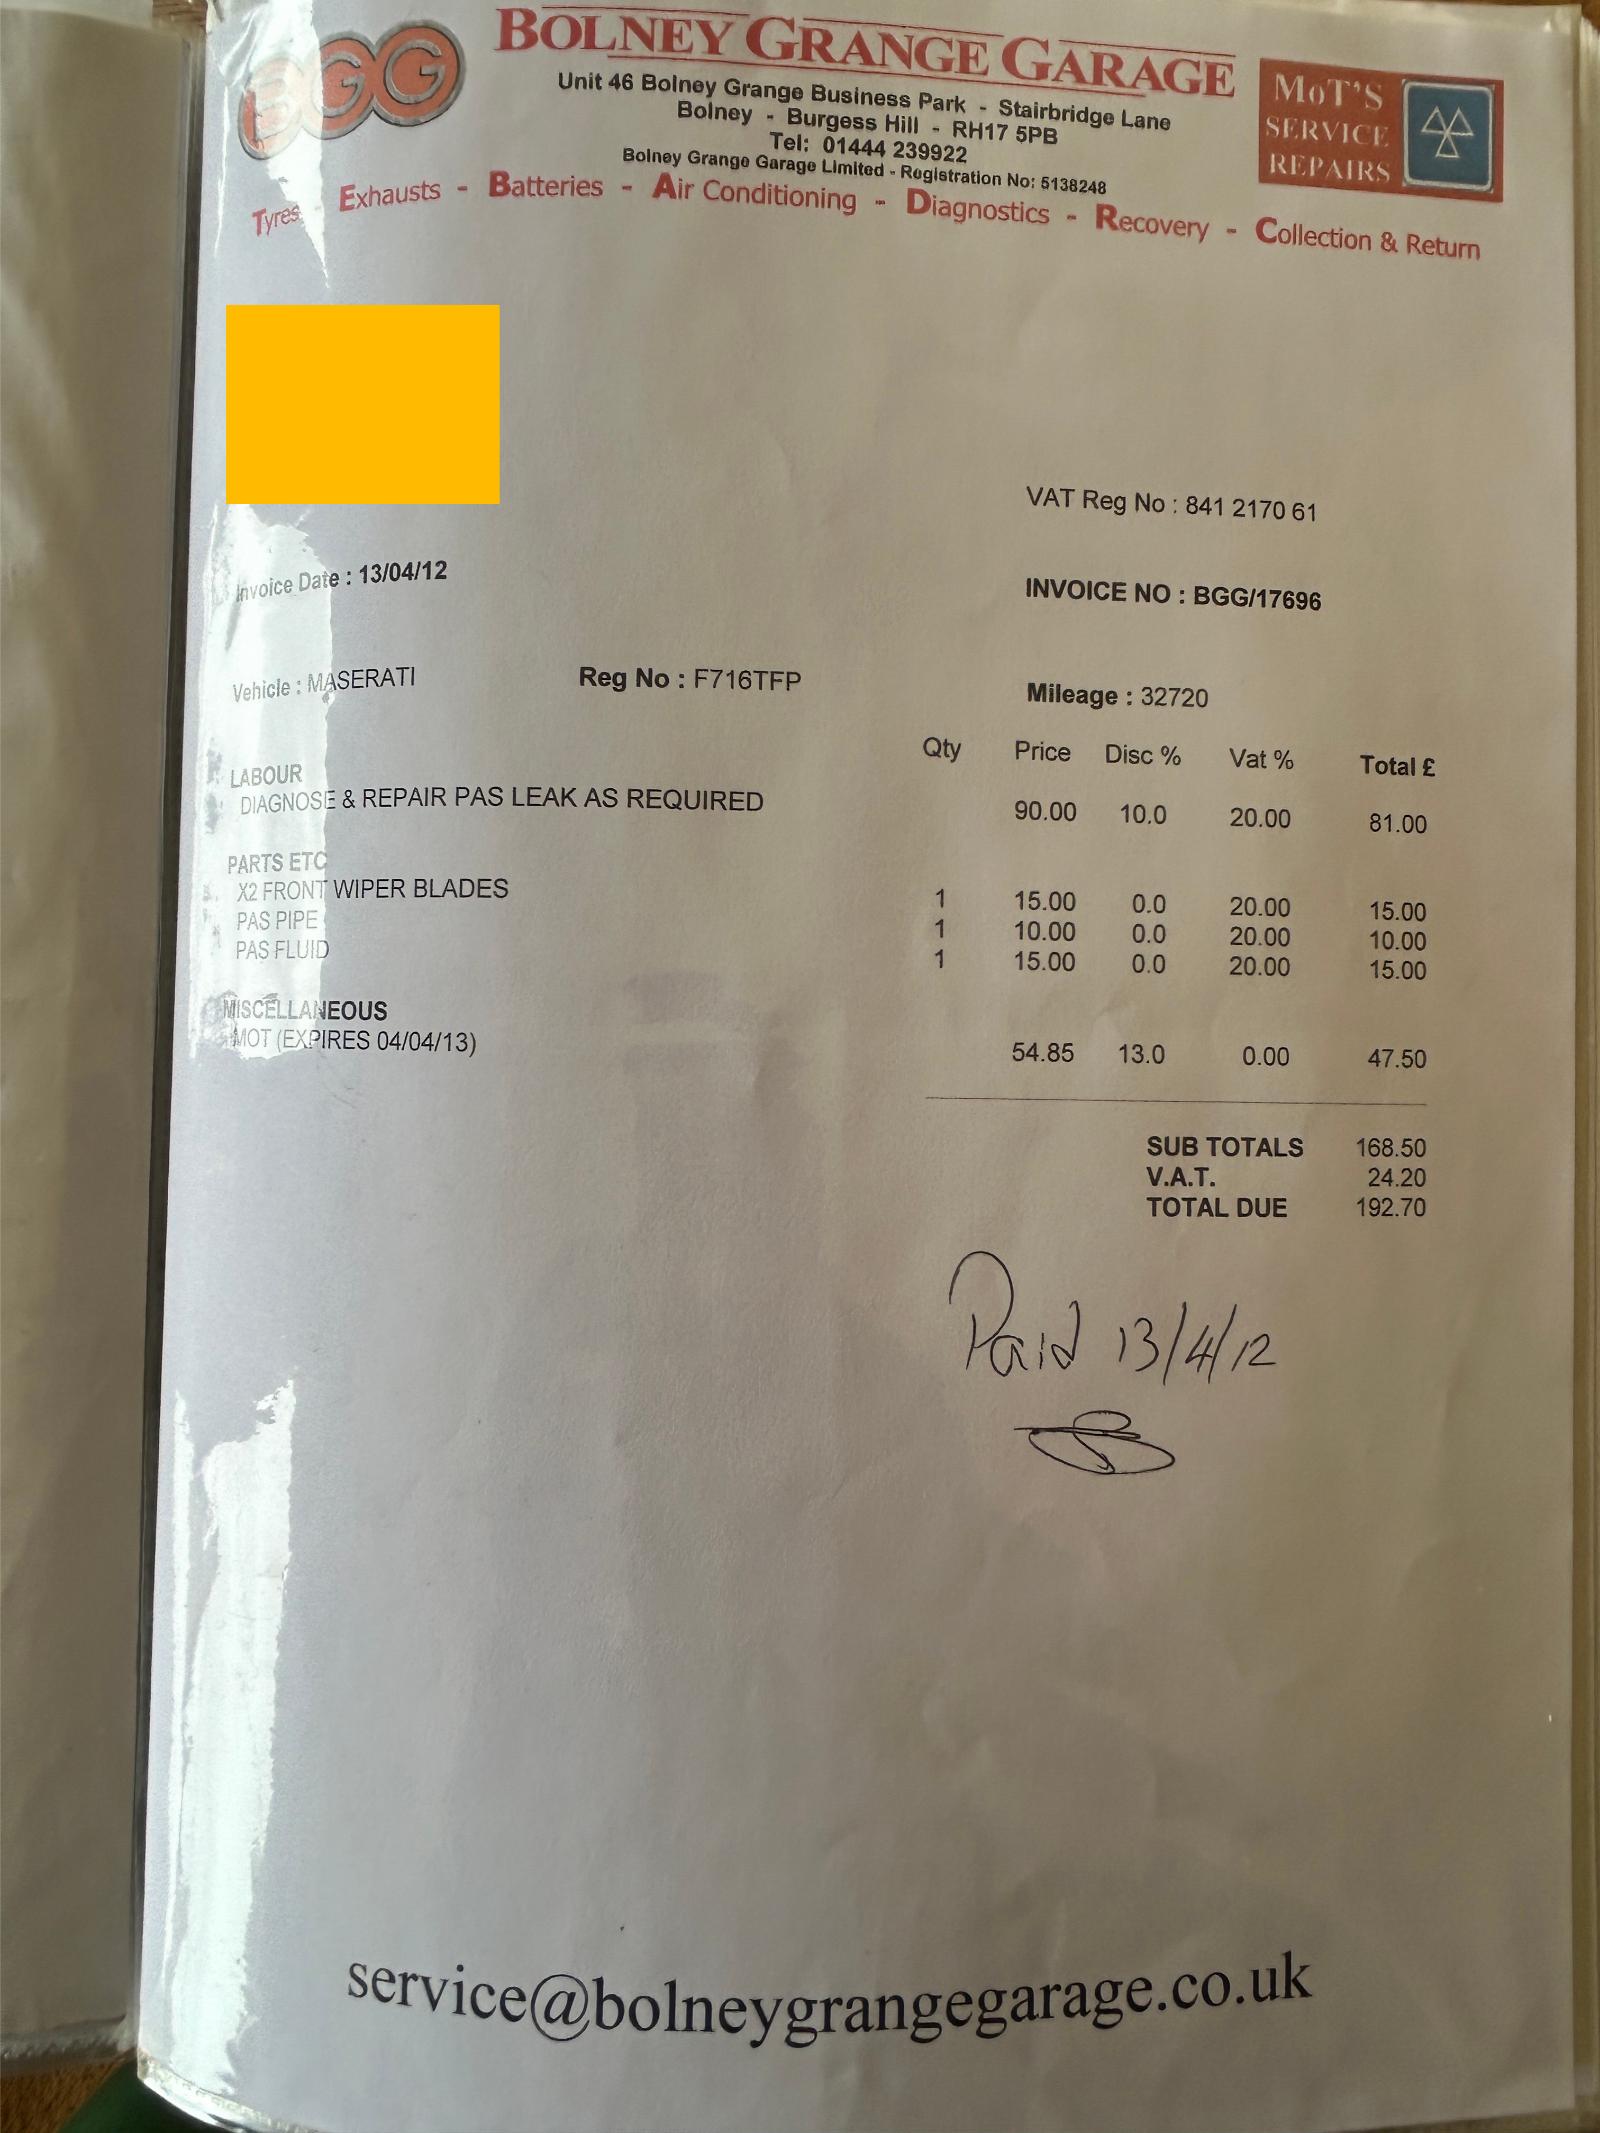 BGG
BOLNEY GRANGE GARAGE
Unit 46 Bolney Grange Business Park - Stairbridge Lane
Bolney - Burgess Hill - RH17 5PB
Tel: 01444 239922
Bolney Grange Garage Limited - Registration No: 5138248
MOT'S
SERVICE
REPAIRS
Tyres - Exhausts - Batteries - Air Conditioning - Diagnostics - Recovery - Collection & Return
VAT Reg No : 841 2170 61
Invoice Date : 13/04/12
INVOICE NO : BGG/17696
Vehicle : MASERATI Reg No : F716TFP Mileage : 32720
Qty Price Disc % Vat % Total £
LABOUR
DIAGNOSE & REPAIR PAS LEAK AS REQUIRED 90.00 10.0 20.00 81.00
PARTS ETC
X2 FRONT WIPER BLADES 1 15.00 0.0 20.00 15.00
PAS PIPE 1 10.00 0.0 20.00 10.00
PAS FLUID 1 15.00 0.0 20.00 15.00
MISCELLANEOUS
MOT (EXPIRES 04/04/13) 54.85 13.0 0.00 47.50
SUB TOTALS 168.50
V.A.T. 24.20
TOTAL DUE 192.70
Paid 13/4/12
service@bolneygrangegarage.co.uk